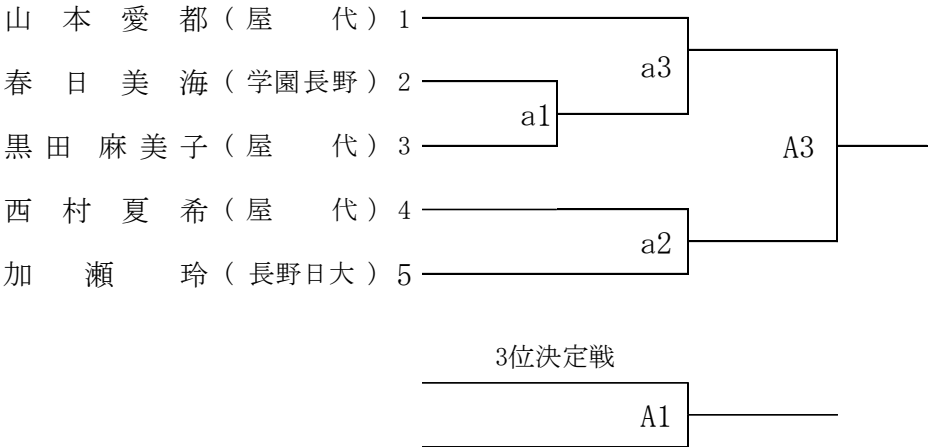 山本愛都(屋代)1
春日美海(学園長野)2
黒田麻美子(屋代)3
西村夏希(屋代)4
加瀬玲(長野日大)5
a3
a1
A3
a2
3位決定戦
A1